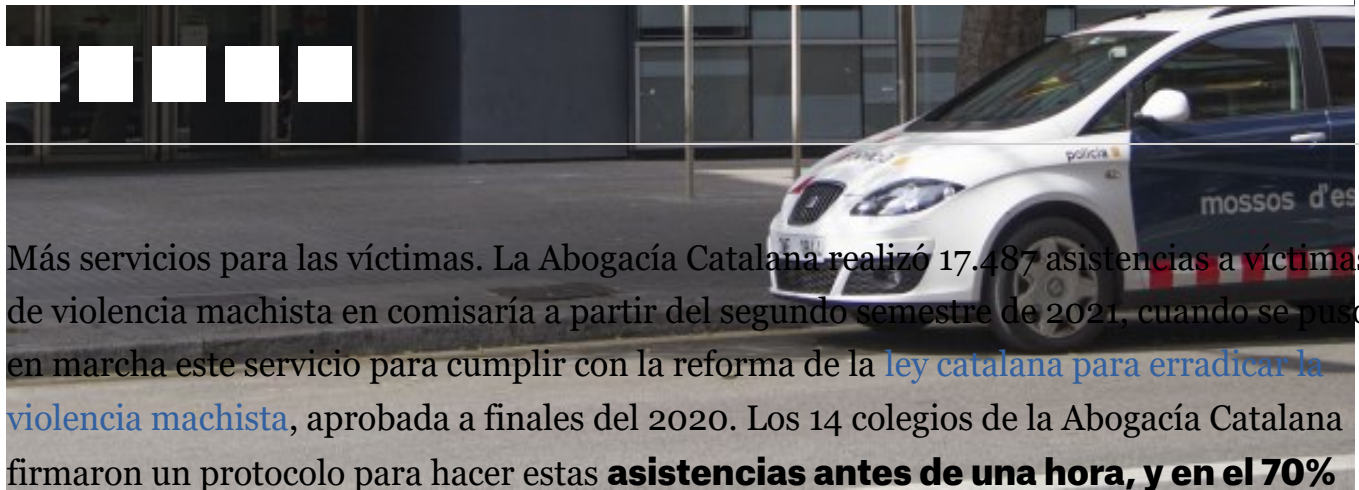 policia
mossos d'es
Más servicios para las víctimas. La Abogacía Catalana realizó 17.487 asistencias a víctimas
de violencia machista en comisaría a partir del segundo semestre de 2021, cuando se puso
en marcha este servicio para cumplir con la reforma de la ley catalana para erradicar la
violencia machista, aprobada a finales del 2020. Los 14 colegios de la Abogacía Catalana
firmaron un protocolo para hacer estas asistencias antes de una hora, y en el 70%